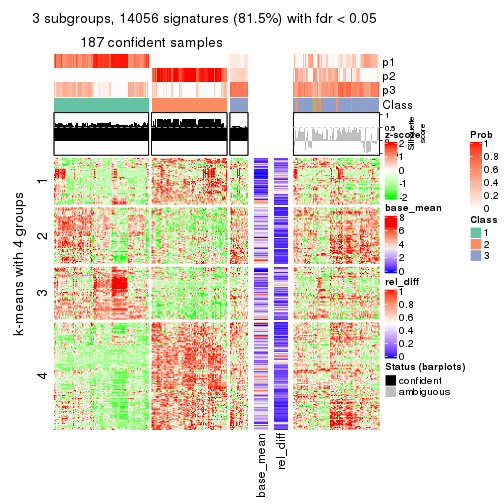 3 subgroups, 14056 signatures (81.5%) with fdr < 0.05
187 confident samples
p1
p2
p3
Class
1
0.5
0
Silhouette
score
k-means with 4 groups
1
2
3
4
base_mean
rel_diff
z-score
2
1
0
-1
-2
base_mean
8
6
4
2
0
rel_diff
1
0.8
0.6
0.4
0.2
0
Status (barplots)
confident
ambiguous
Prob
1
0.8
0.6
0.4
0.2
0
Class
1
2
3